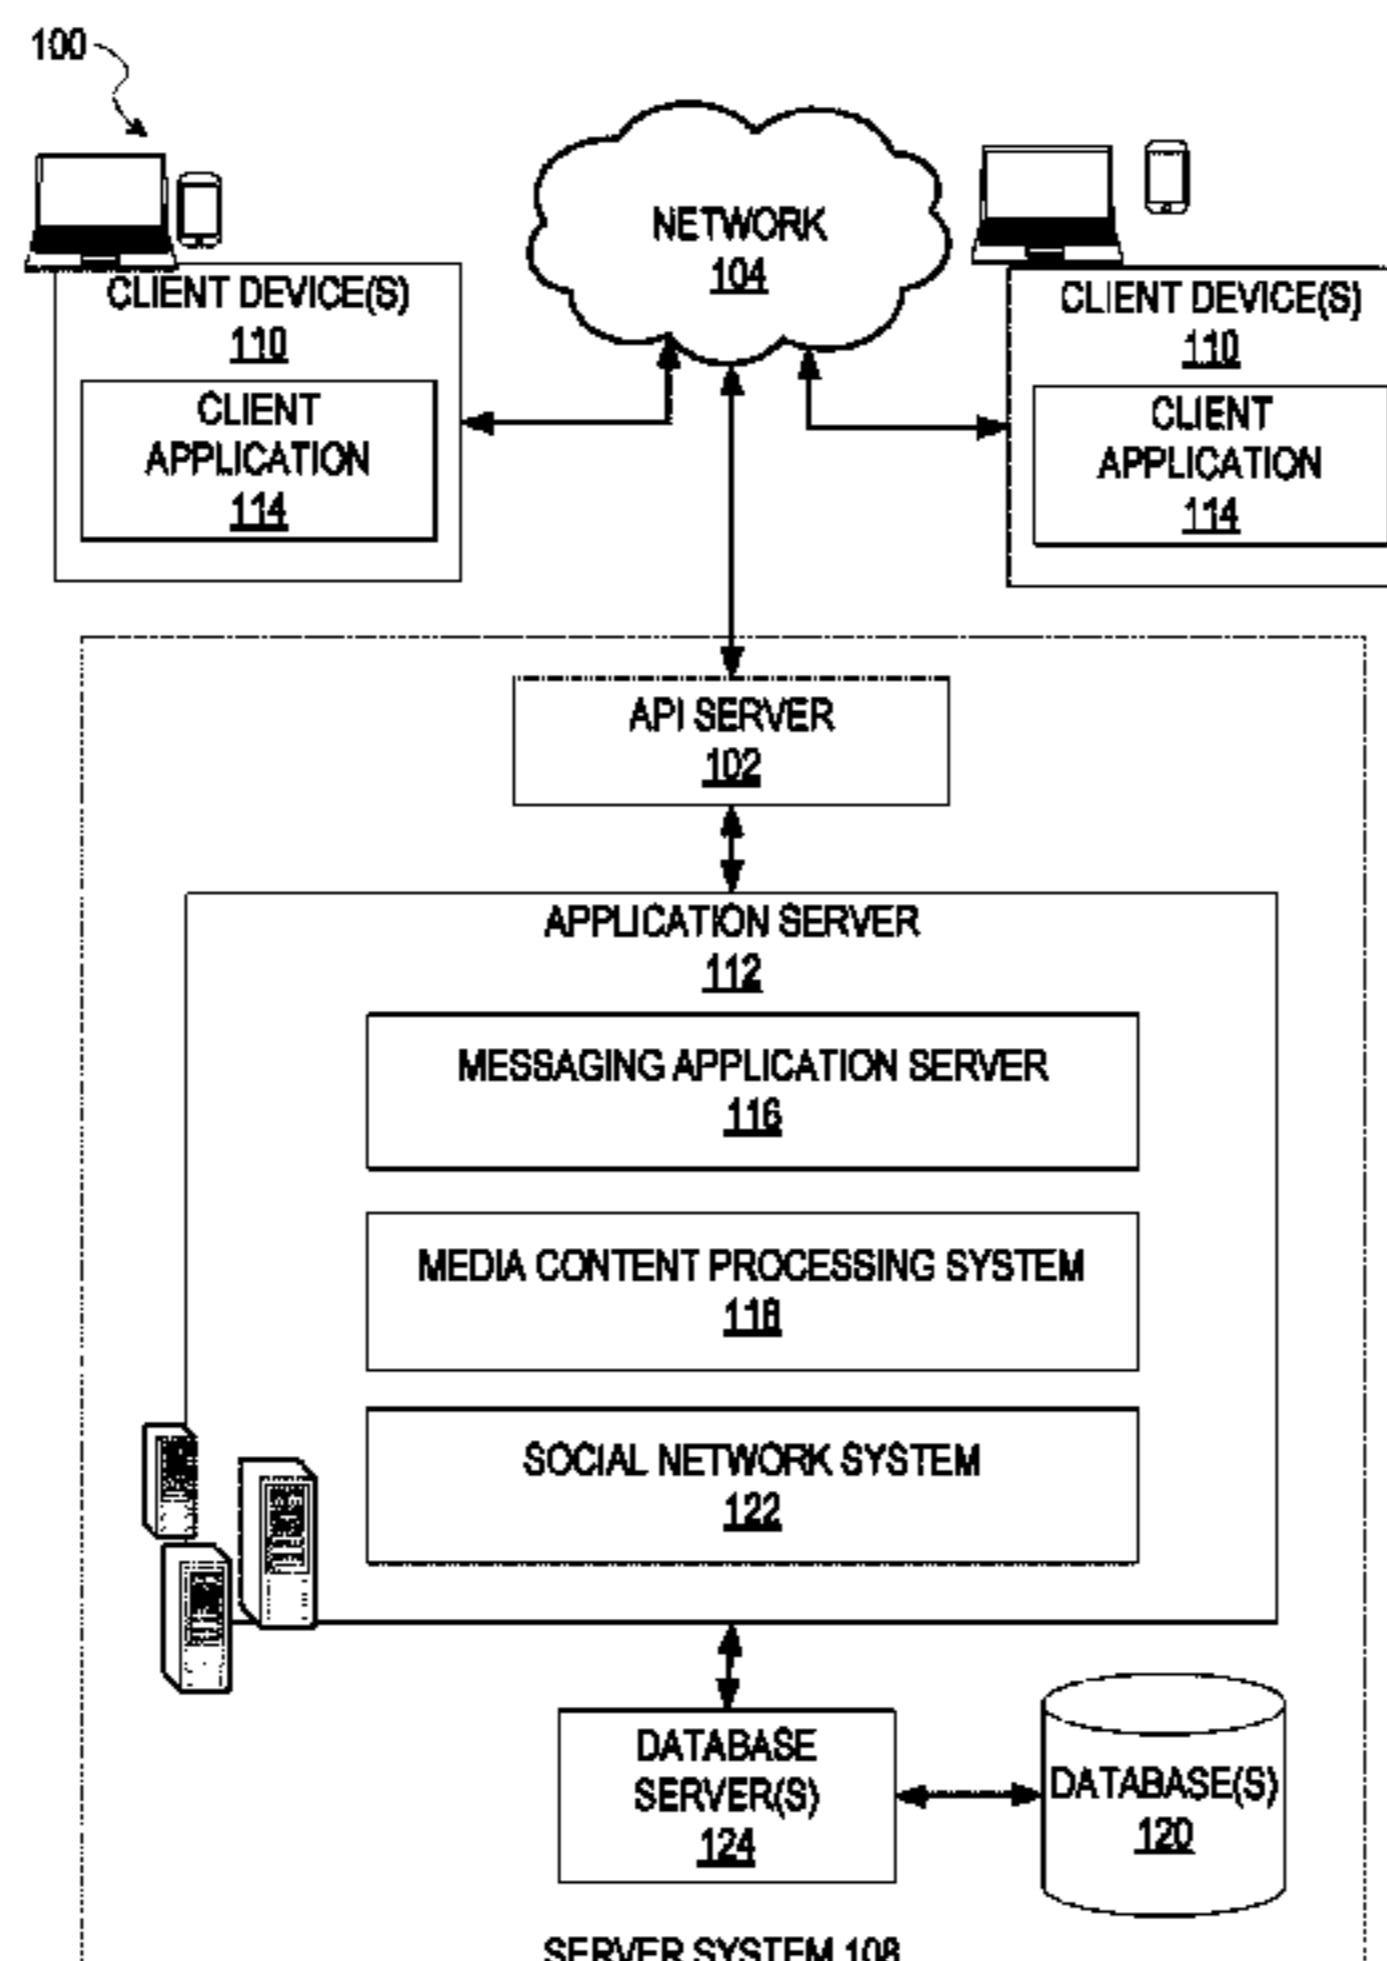 100
NETWORK
104
CLIENT DEVICE(S)
110
CLIENT
APPLICATION
114
CLIENT DEVICE(S)
110
CLIENT
APPLICATION
114
API SERVER
102
APPLICATION SERVER
112
MESSAGING APPLICATION SERVER
116
MEDIA CONTENT PROCESSING SYSTEM
118
SOCIAL NETWORK SYSTEM
122
DATABASE
SERVER(S)
124
DATABASE(S)
120
SERVER SYSTEM 108